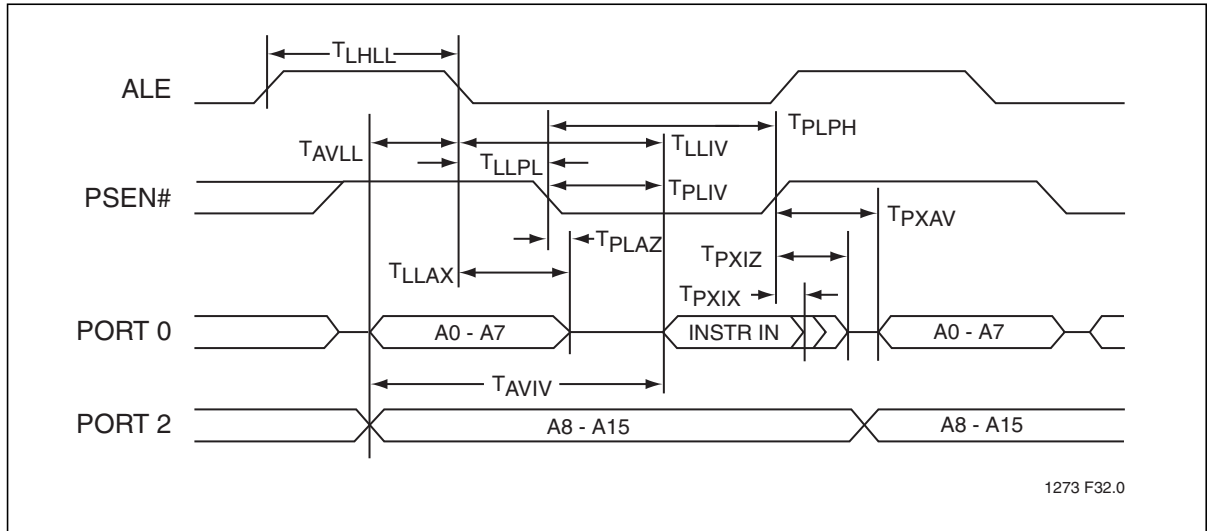 TLHLL
ALE
TPLPH
TAVLL
TLLIV
TLLPL
PSEN#
TPLIV
TPXAV
TPLAZ
TPXIZ
TLLAX
TPXIX
PORT 0
A0 - A7
INSTR IN
A0 - A7
TAVIV
PORT 2
A8 - A15
A8 - A15
1273 F32.0